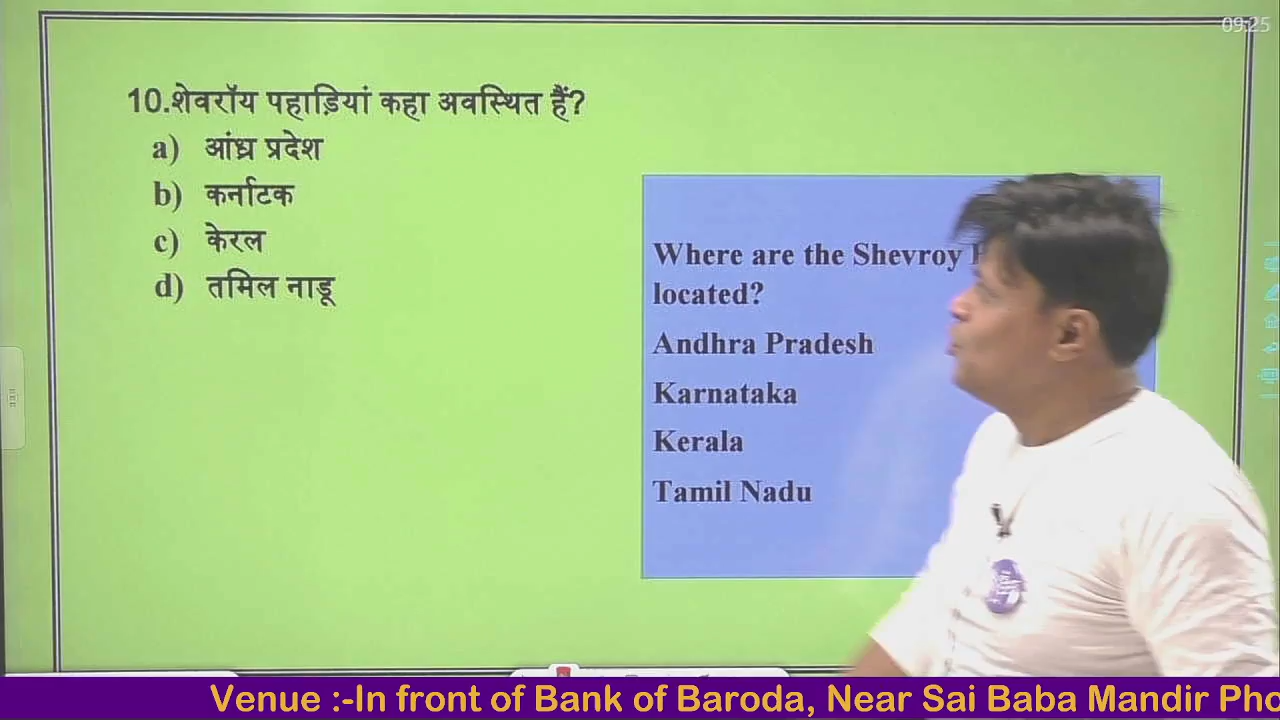 09:25
10.शेवरॉय पहाड़ियां कहा अवस्थित हैं?
a) आंध्र प्रदेश
b) कर्नाटक
c) केरल
d) तमिल नाडू
Where are the Shevroy
located?
Andhra Pradesh
Karnataka
Kerala
Tamil Nadu
Venue :-In front of Bank of Baroda, Near Sai Baba Mandir Pho